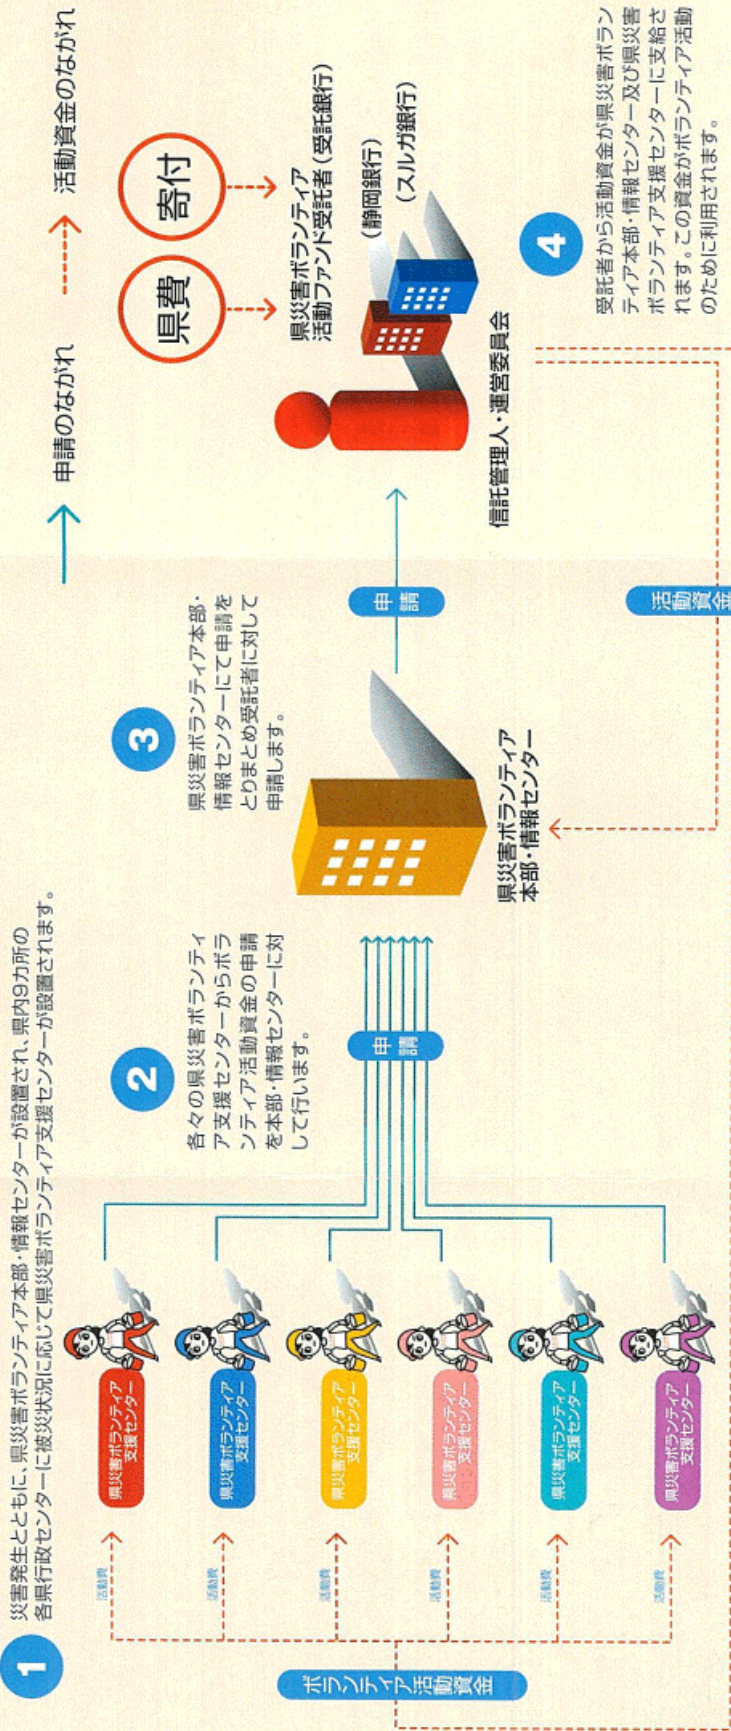 1
災害発生とともに、県災害ボランティア本部・情報センターが設置され、県内9カ所の
各県行政センターに被災状況に応じて県災害ボランティア支援センターが設置されます。
申請のながれ
活動資金のながれ
2
各々の県災害ボランティ
ア支援センターからボラ
ンティア活動資金の申請
を本部・情報センターに対
して行います。
3
県災害ボランティア本部・
情報センターにて申請を
とりまとめ受託者に対して
申請します。
県費
寄付
県災害ボランティア
活動ファンド受託者(受託銀行)
(静岡銀行)
(スルガ銀行)
信託管理人・運営委員会
4
受託者から活動資金が県災害ボラン
ティア本部・情報センター及び県災害
ボランティア支援センターに支給さ
れます。この資金がボランティア活動
のために利用されます。
活動費
県災害ボランティア
支援センター
活動費
県災害ボランティア
支援センター
活動費
県災害ボランティア
支援センター
活動費
県災害ボランティア
支援センター
活動費
県災害ボランティア
支援センター
活動費
県災害ボランティア
支援センター
申請
県災害ボランティア
本部・情報センター
申請
ボランティア活動資金
活動資金